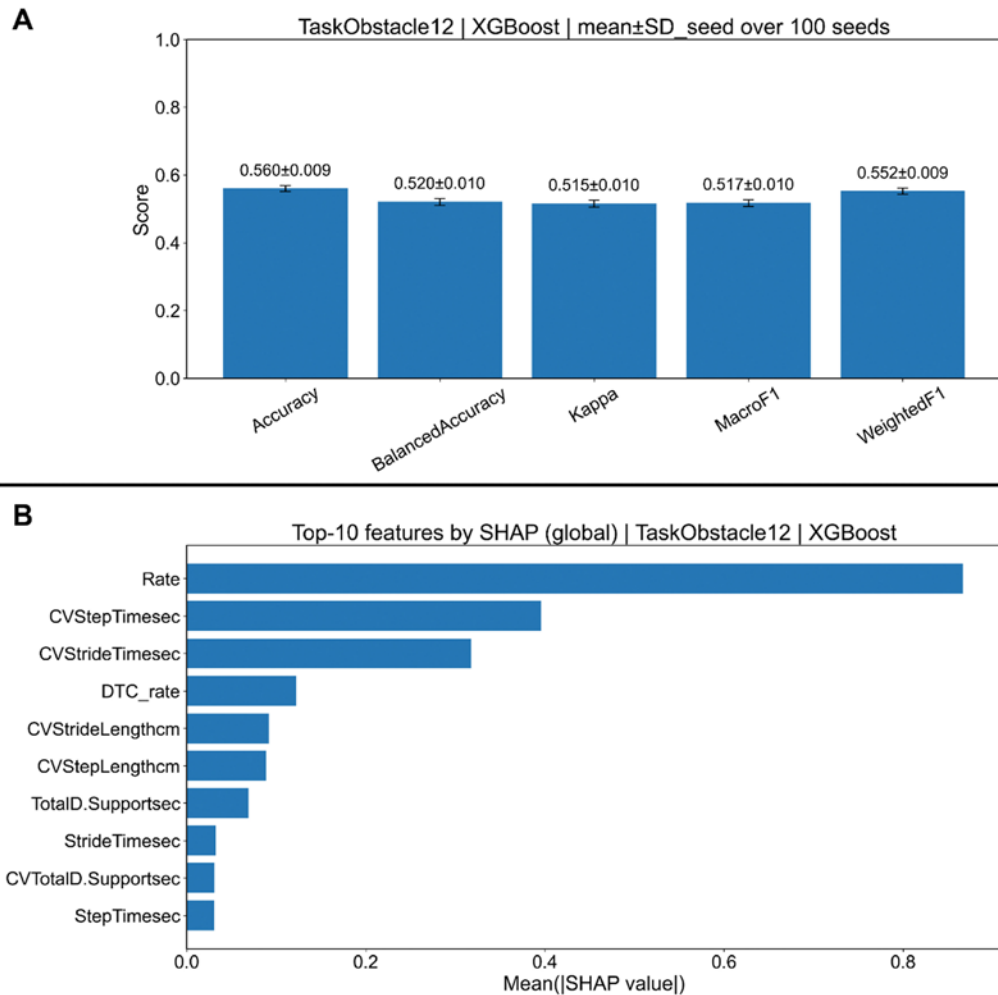 A
TaskObstacle12 | XGBoost | mean±SD_seed over 100 seeds
Score
1.0
0.8
0.6
0.4
0.2
0.0
0.560±0.009
0.520±0.010
0.515±0.010
0.517±0.010
0.552±0.009
Accuracy
BalancedAccuracy
Kappa
MacroF1
WeightedF1
B
Top-10 features by SHAP (global) | TaskObstacle12 | XGBoost
Rate
CVStepTimesec
CVStrideTimesec
DTC_rate
CVStrideLengthcm
CVStepLengthcm
TotalD.Supportsec
StrideTimesec
CVTotalD.Supportsec
StepTimesec
0.0 0.2 0.4 0.6 0.8
Mean(|SHAP value|)